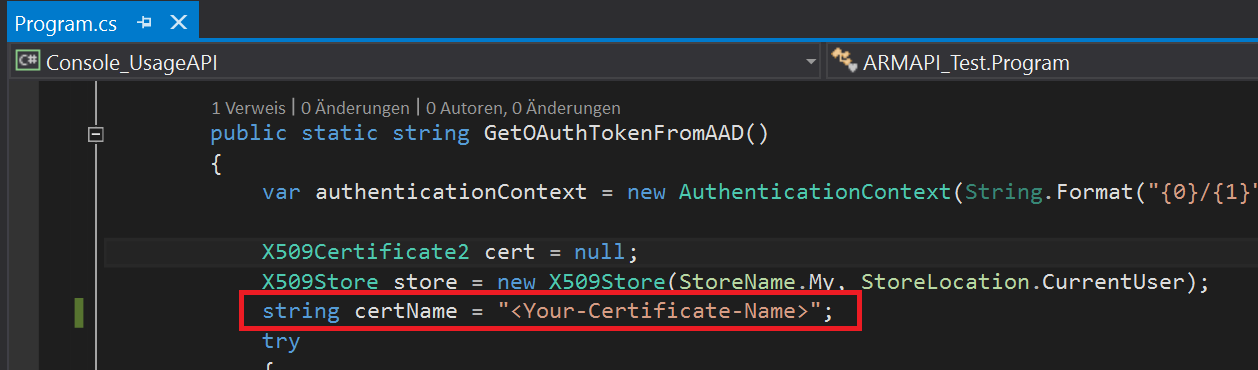 Program.cs
Console_UsageAPI ARMAPI_Test.Program
1 Verweis | 0 Änderungen | 0 Autoren, 0 Änderungen
public static string GetOAuthTokenFromAAD()
{
var authenticationContext = new AuthenticationContext(String.Format("{0}/{1}"
X509Certificate2 cert = null;
X509Store store = new X509Store(StoreName.My, StoreLocation.CurrentUser);
string certName = "<Your-Certificate-Name>";
try
{